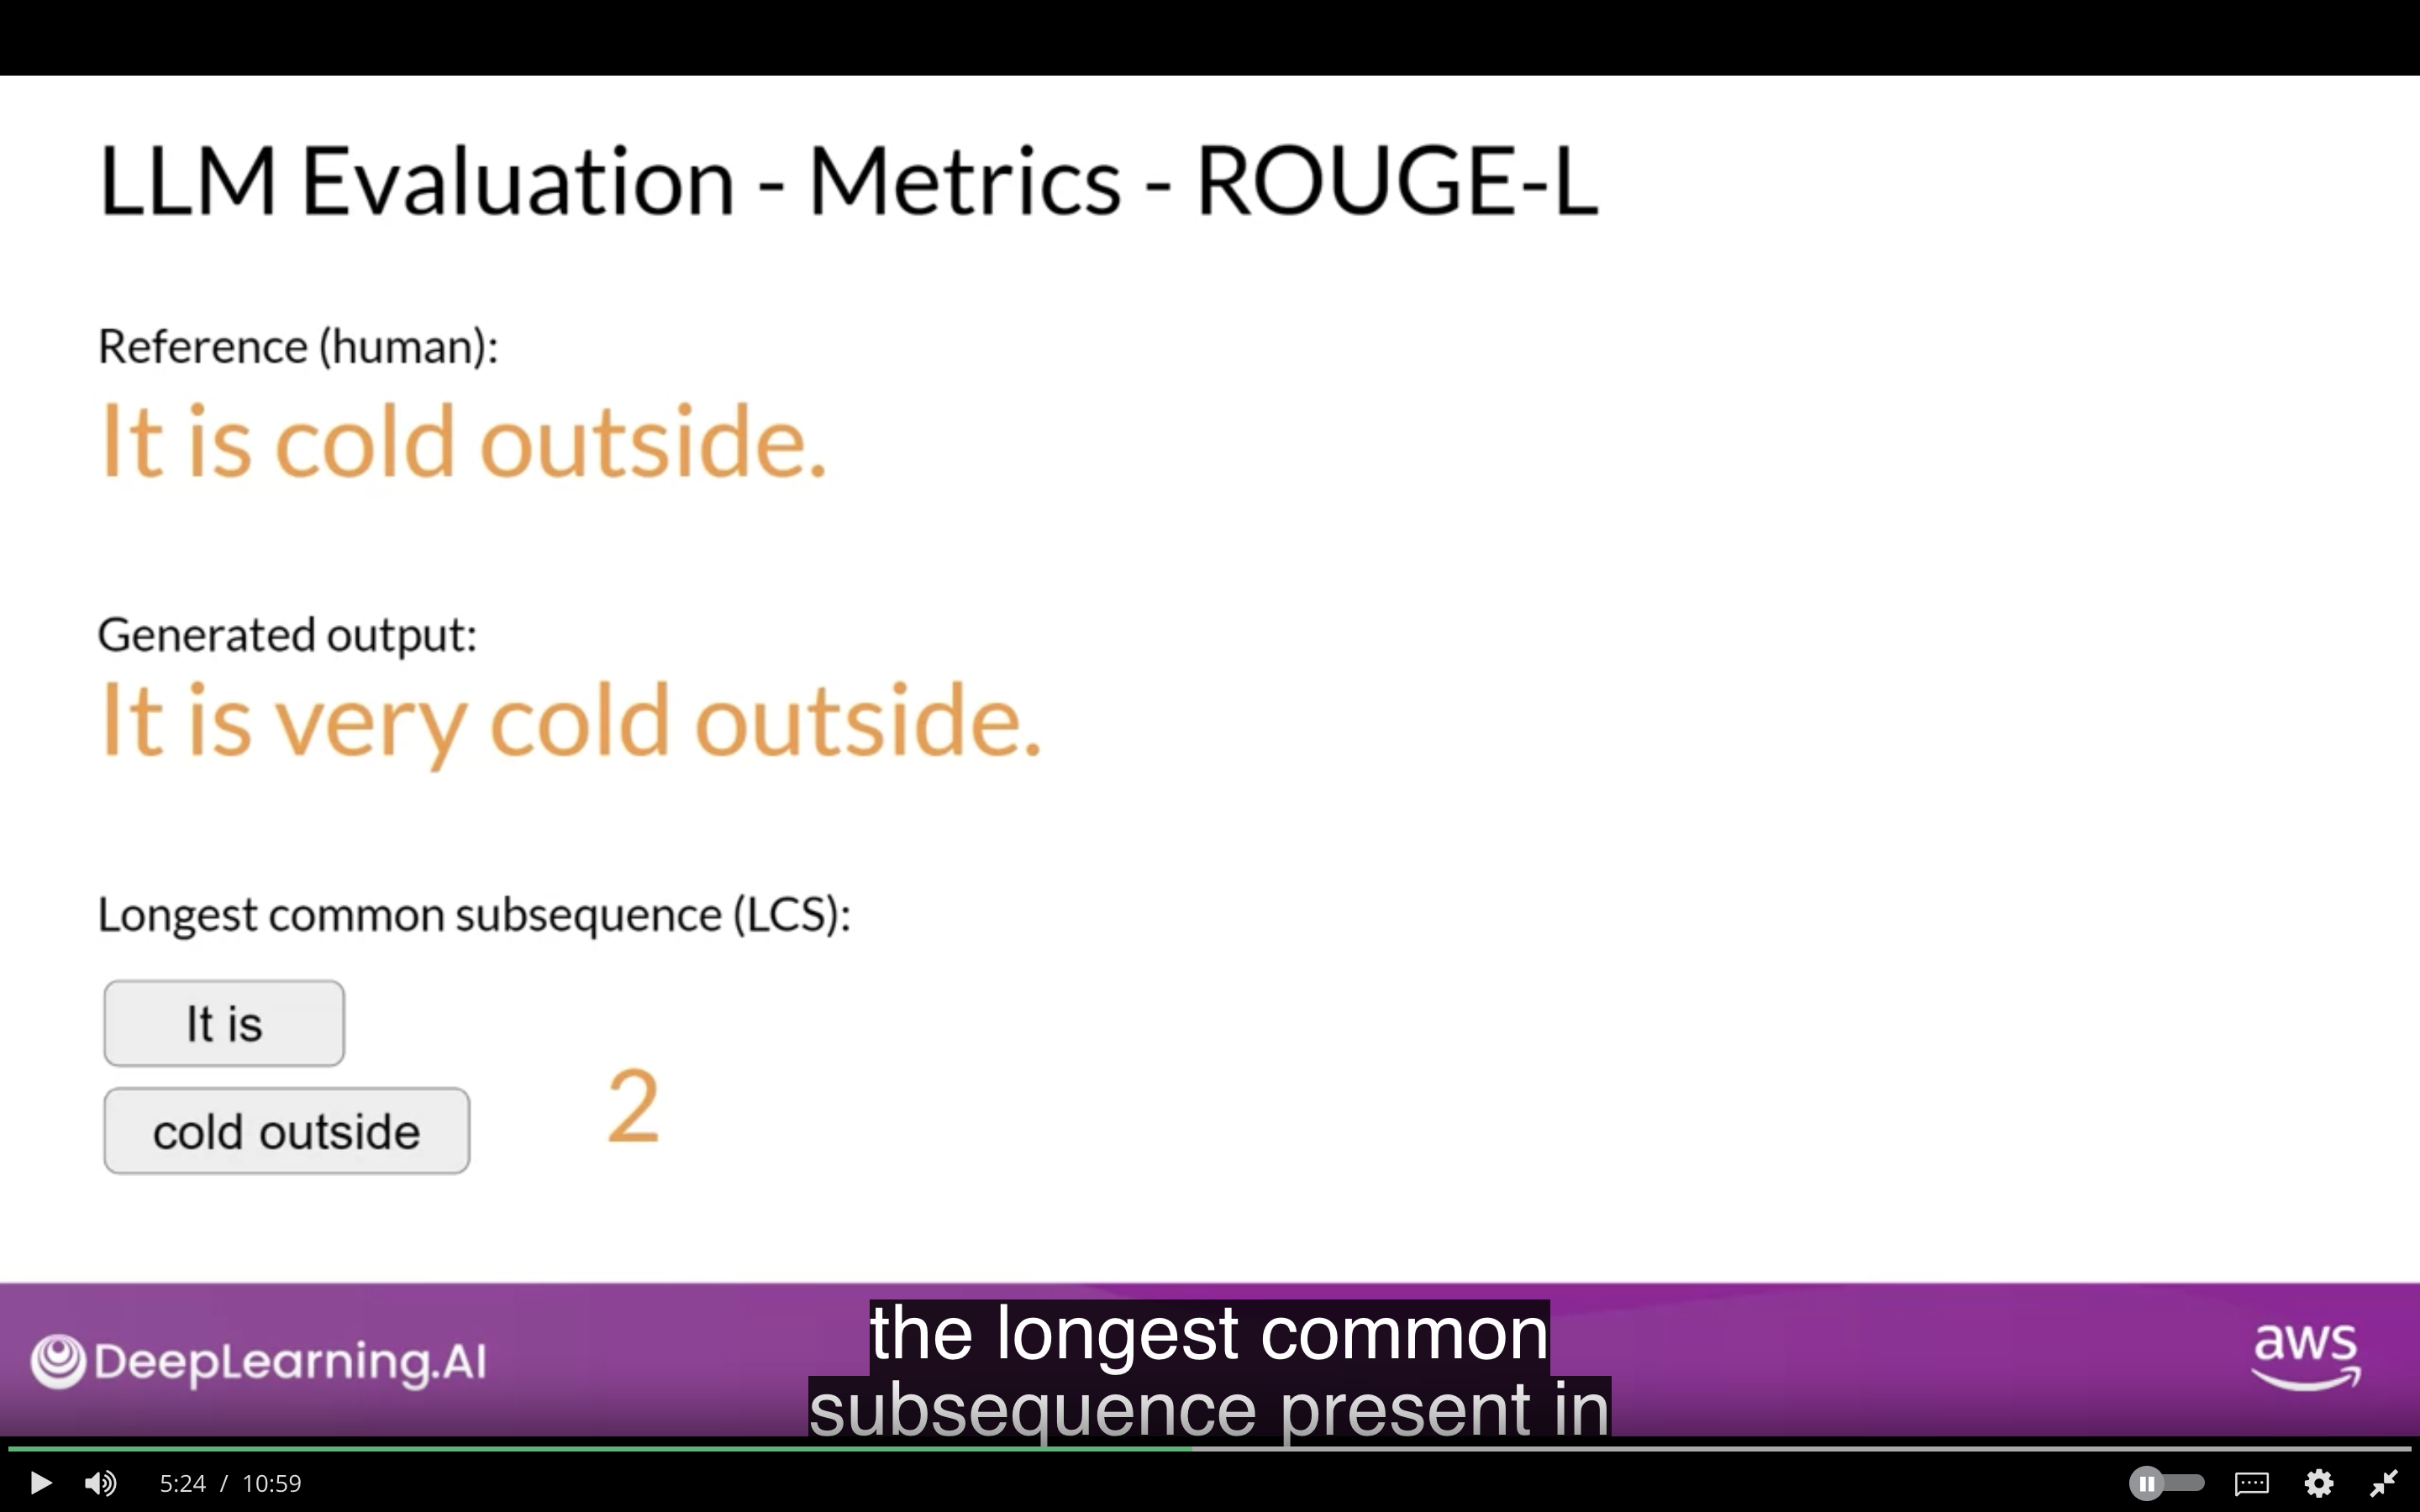 LLM Evaluation - Metrics - ROUGE-L
Reference (human):
It is cold outside.
Generated output:
It is very cold outside.
Longest common subsequence (LCS):
It is
cold outside
2
DeepLearning.AI
the longest common
subsequence present in
aws
5:24 / 10:59